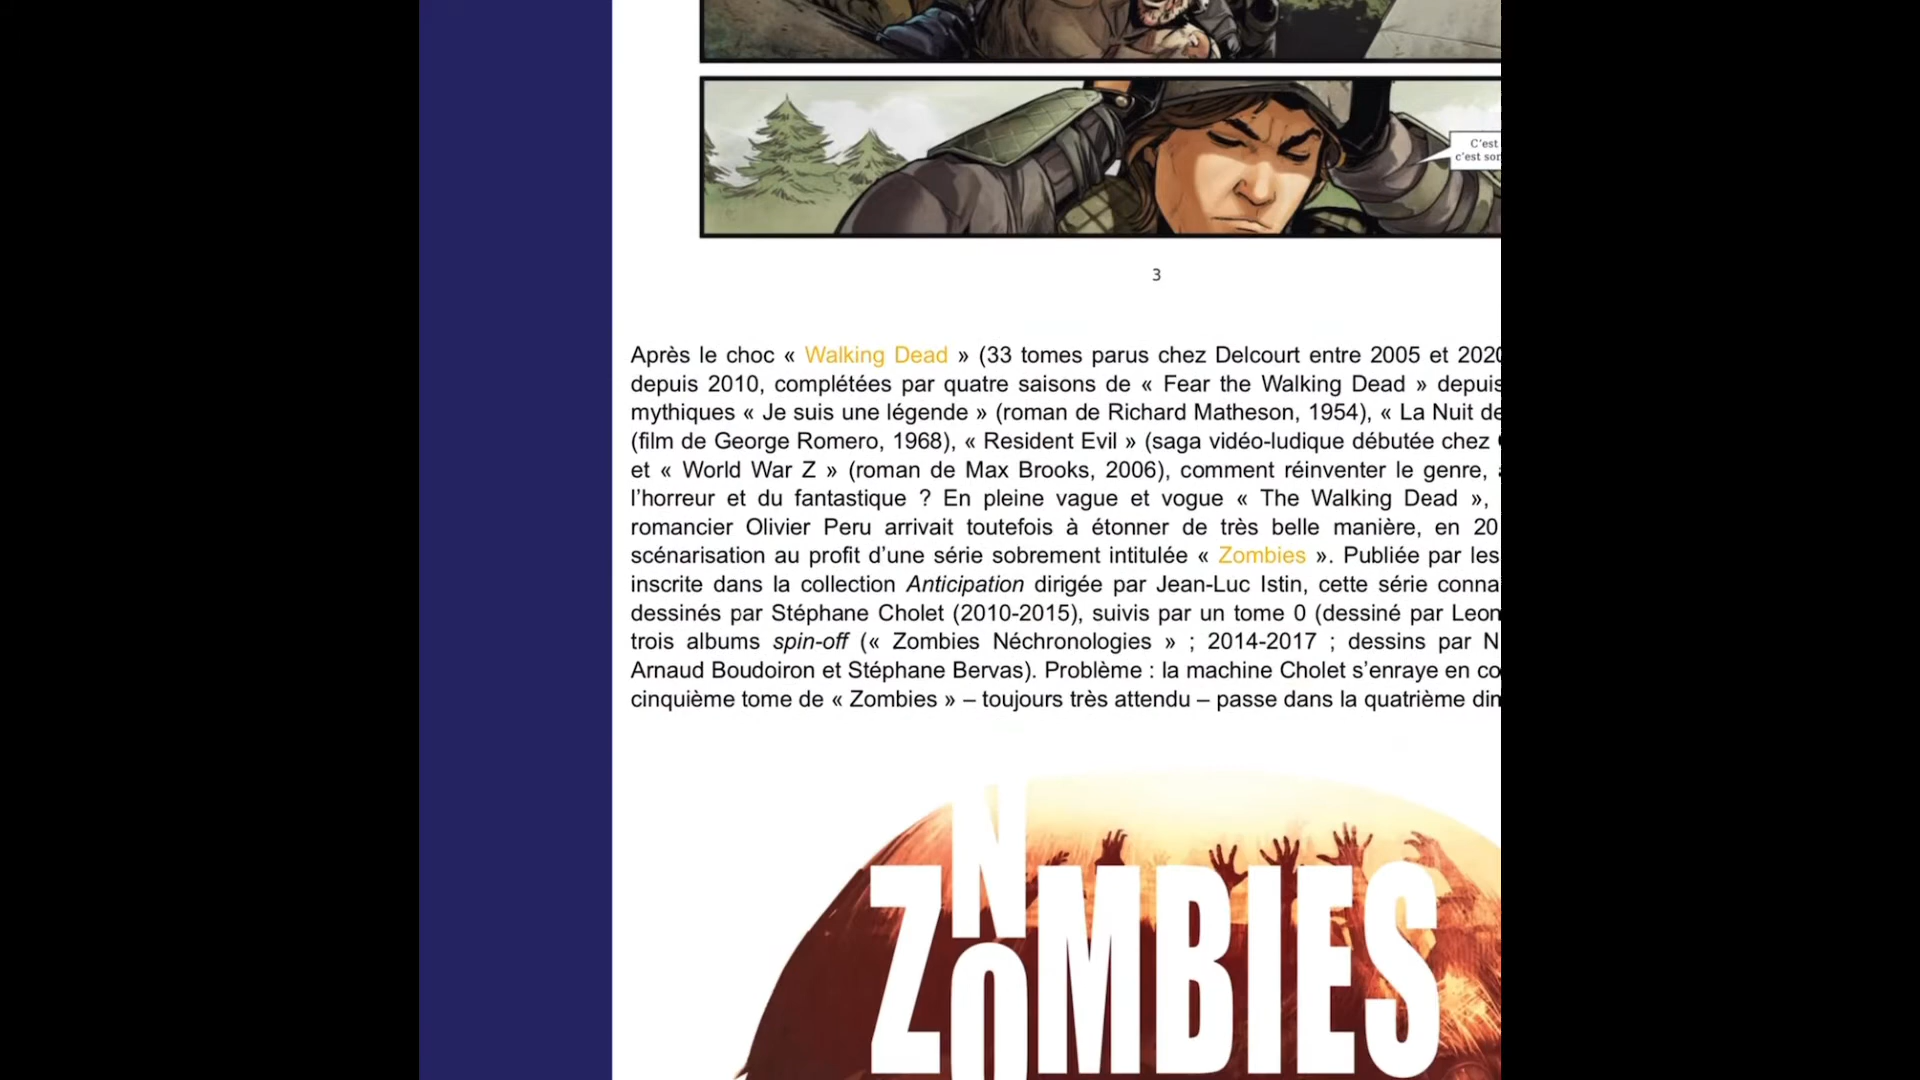 C'est
c'est
3
Après le choc « Walking Dead » (33 tomes parus chez Delcourt entre 2005 et 2020
depuis 2010, complétées par quatre saisons de « Fear the Walking Dead » depuis
mythiques « Je suis une légende » (roman de Richard Matheson, 1954), « La Nuit de
(film de George Romero, 1968), « Resident Evil » (saga vidéo-ludique débutée chez
et « World War Z » (roman de Max Brooks, 2006), comment réinventer le genre,
l'horreur et du fantastique ? En pleine vague et vogue « The Walking Dead »,
romancier Olivier Peru arrivait toutefois à étonner de très belle manière, en 20
scénarisation au profit d'une série sobrement intitulée « Zombies ». Publiée par les
inscrite dans la collection Anticipation dirigée par Jean-Luc Istin, cette série conna
dessinés par Stéphane Cholet (2010-2015), suivis par un tome 0 (dessiné par Leon
trois albums spin-off (« Zombies Néchronologies » ; 2014-2017 ; dessins par N
Arnaud Boudoiron et Stéphane Bervas). Problème : la machine Cholet s'enraye en co
cinquième tome de « Zombies » – toujours très attendu – passe dans la quatrième
N
ZOMBIES